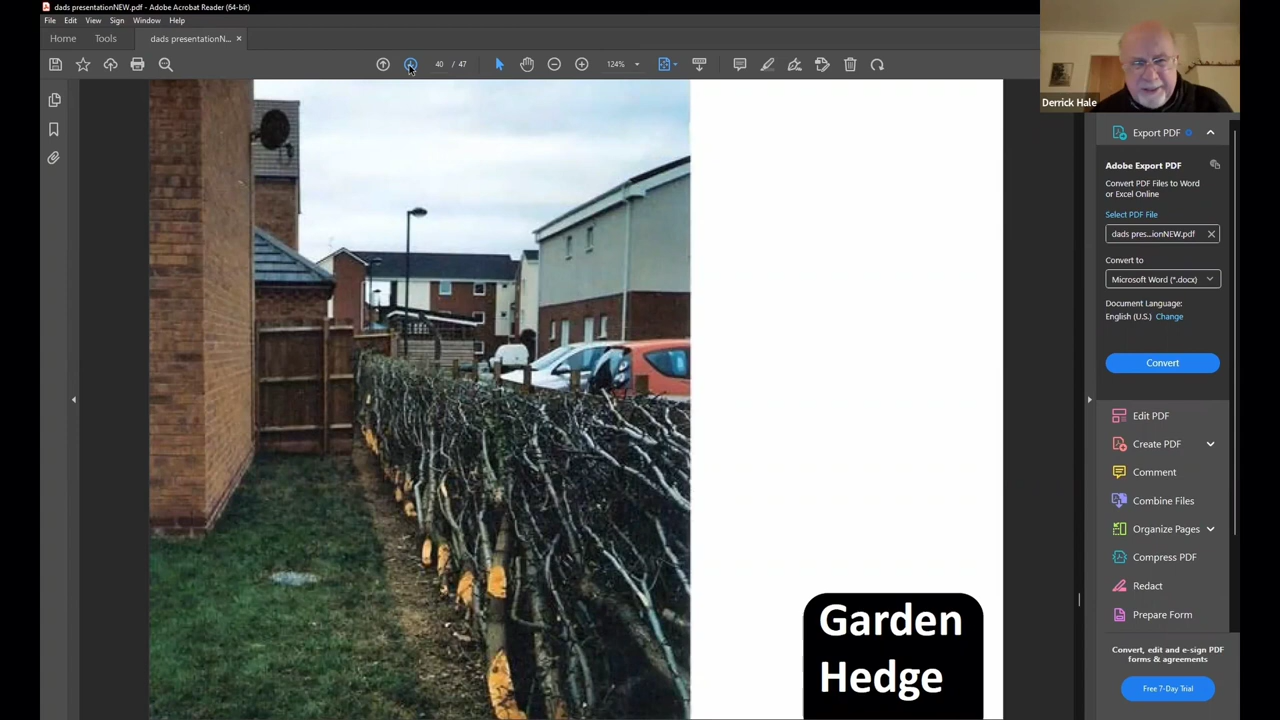 dads presentationNEW.pdf - Adobe Acrobat Reader (64-bit)
File Edit View Sign Window Help
Home Tools dads presentationN... ×
40 / 47 124%
Derrick Hale
Export PDF
Adobe Export PDF
Convert PDF Files to Word
or Excel Online
Select PDF File
dads pres...ionNEW.pdf
Convert to
Microsoft Word (*.docx)
Document Language:
English (U.S.) Change
Convert
Edit PDF
Create PDF
Comment
Combine Files
Organize Pages
Compress PDF
Redact
Prepare Form
Convert, edit and e-sign PDF
forms & agreements
Free 7-Day Trial
Garden
Hedge